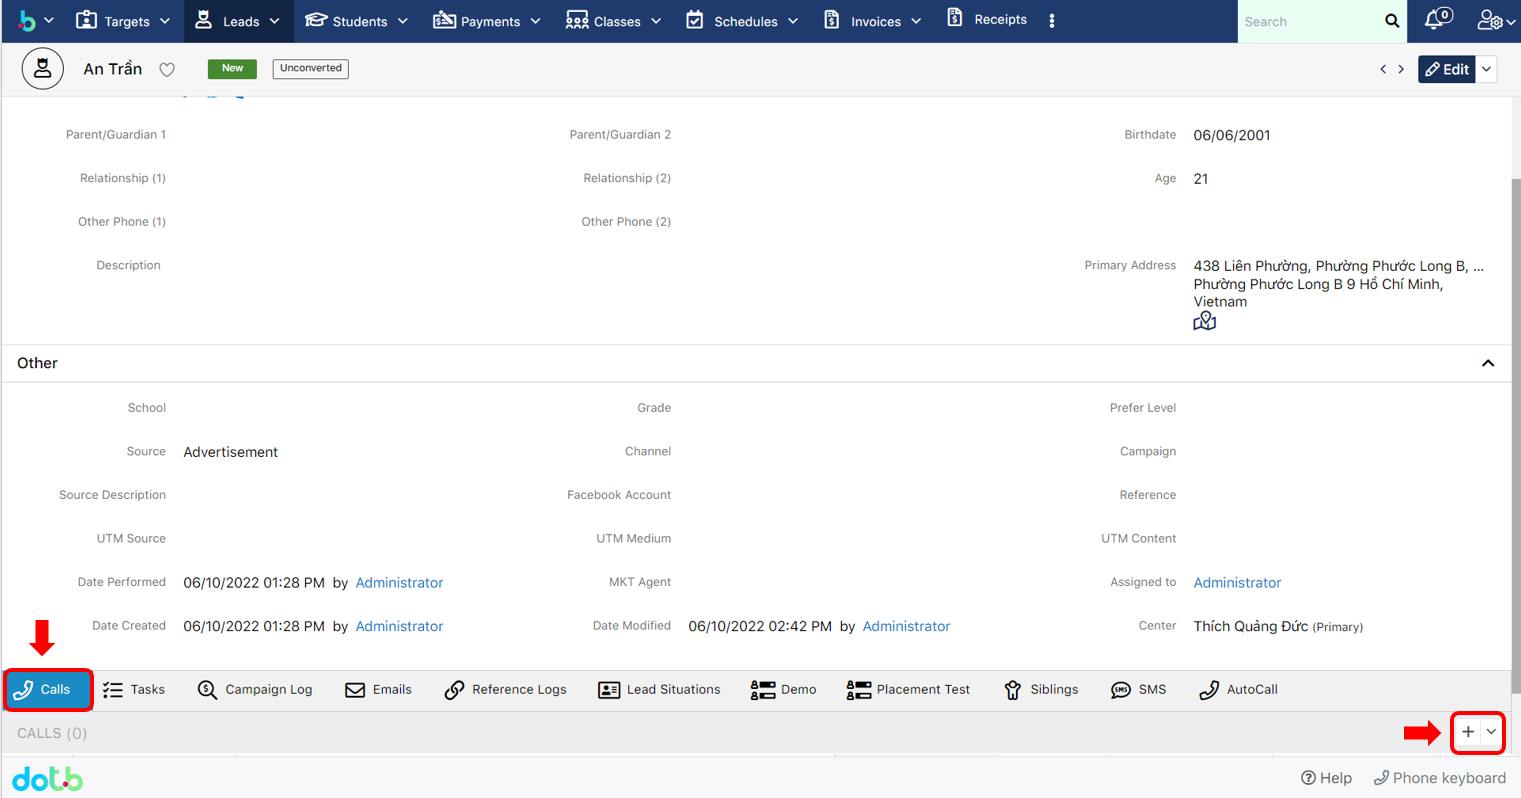 Targets Leads Students Payments Classes Schedules Invoices Receipts Search 0
An Trần New Unconverted Edit
Parent/Guardian 1 Parent/Guardian 2 Birthdate 06/06/2001
Relationship (1) Relationship (2) Age 21
Other Phone (1) Other Phone (2)
Description Primary Address 438 Liên Phường, Phường Phước Long B, ...
Phường Phước Long B 9 Hồ Chí Minh,
Vietnam
Other
School Grade Prefer Level
Source Advertisement Channel Campaign
Source Description Facebook Account Reference
UTM Source UTM Medium UTM Content
Date Performed 06/10/2022 01:28 PM by Administrator MKT Agent Assigned to Administrator
Date Created 06/10/2022 01:28 PM by Administrator Date Modified 06/10/2022 02:42 PM by Administrator Center Thích Quảng Đức (Primary)
Calls Tasks Campaign Log Emails Reference Logs Lead Situations Demo Placement Test Siblings SMS AutoCall
CALLS (0)
dotb Help Phone keyboard